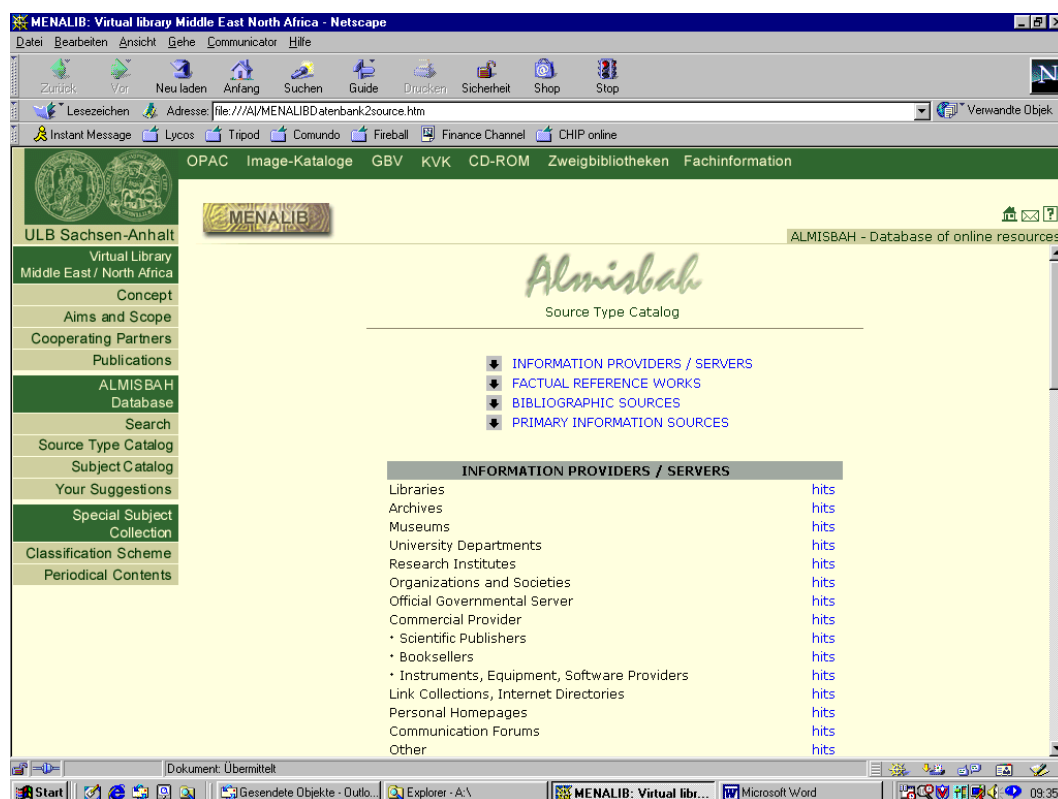 MENALIB: Virtual library Middle East North Africa - Netscape
Datei Bearbeiten Ansicht Gehe Communicator Hilfe
Zurück Vor Neu laden Anfang Suchen Guide Drucken Sicherheit Shop Stop
Lesezeichen Adresse: file:///A|/MENALIBDatenbank2source.htm Verwandte Objek
Instant Message Lycos Tripod Comundo Fireball Finance Channel CHIP online
OPAC Image-Kataloge GBV KVK CD-ROM Zweigbibliotheken Fachinformation
MENALIB
ULB Sachsen-Anhalt
ALMISBAH - Database of online resources
Virtual Library
Middle East / North Africa
Concept
Aims and Scope
Cooperating Partners
Publications
ALMISBAH
Database
Search
Source Type Catalog
Subject Catalog
Your Suggestions
Special Subject
Collection
Classification Scheme
Periodical Contents
Almisbah
Source Type Catalog
INFORMATION PROVIDERS / SERVERS
FACTUAL REFERENCE WORKS
BIBLIOGRAPHIC SOURCES
PRIMARY INFORMATION SOURCES
INFORMATION PROVIDERS / SERVERS
Libraries hits
Archives hits
Museums hits
University Departments hits
Research Institutes hits
Organizations and Societies hits
Official Governmental Server hits
Commercial Provider hits
• Scientific Publishers hits
• Booksellers hits
• Instruments, Equipment, Software Providers hits
Link Collections, Internet Directories hits
Personal Homepages hits
Communication Forums hits
Other hits
Dokument: Übermittelt
Start Gesendete Objekte - Outlo... Explorer - A:\ MENALIB: Virtual libr... Microsoft Word 09:35